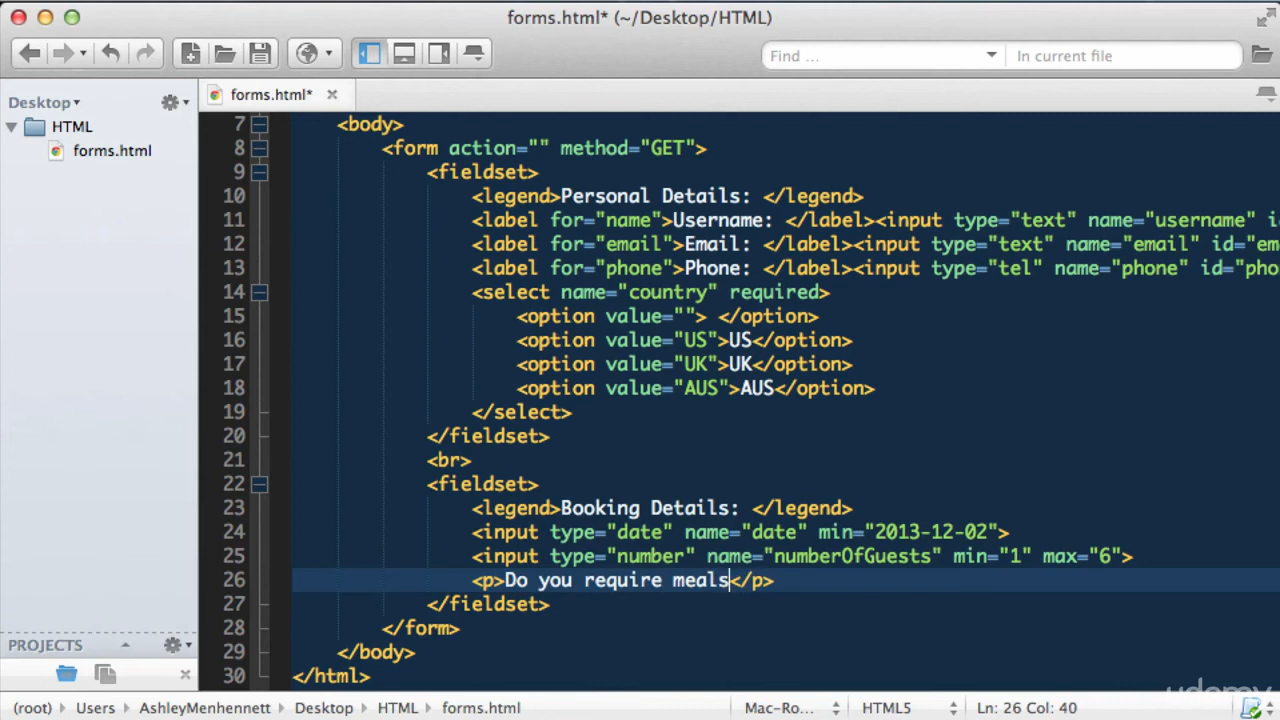 forms.html* (~/Desktop/HTML)
Find ...
In current file
Desktop
forms.html*
HTML
forms.html
7 <body>
8 <form action="" method="GET">
9 <fieldset>
10 <legend>Personal Details: </legend>
11 <label for="name">Username: </label><input type="text" name="username" i
12 <label for="email">Email: </label><input type="text" name="email" id="em
13 <label for="phone">Phone: </label><input type="tel" name="phone" id="pho
14 <select name="country" required>
15 <option value=""> </option>
16 <option value="US">US</option>
17 <option value="UK">UK</option>
18 <option value="AUS">AUS</option>
19 </select>
20 </fieldset>
21 <br>
22 <fieldset>
23 <legend>Booking Details: </legend>
24 <input type="date" name="date" min="2013-12-02">
25 <input type="number" name="numberOfGuests" min="1" max="6">
26 <p>Do you require meals</p>
27 </fieldset>
28 </form>
29 </body>
30 </html>
PROJECTS
udemy
(root) Users AshleyMenhennett Desktop HTML forms.html Mac-Ro... HTML5 Ln: 26 Col: 40